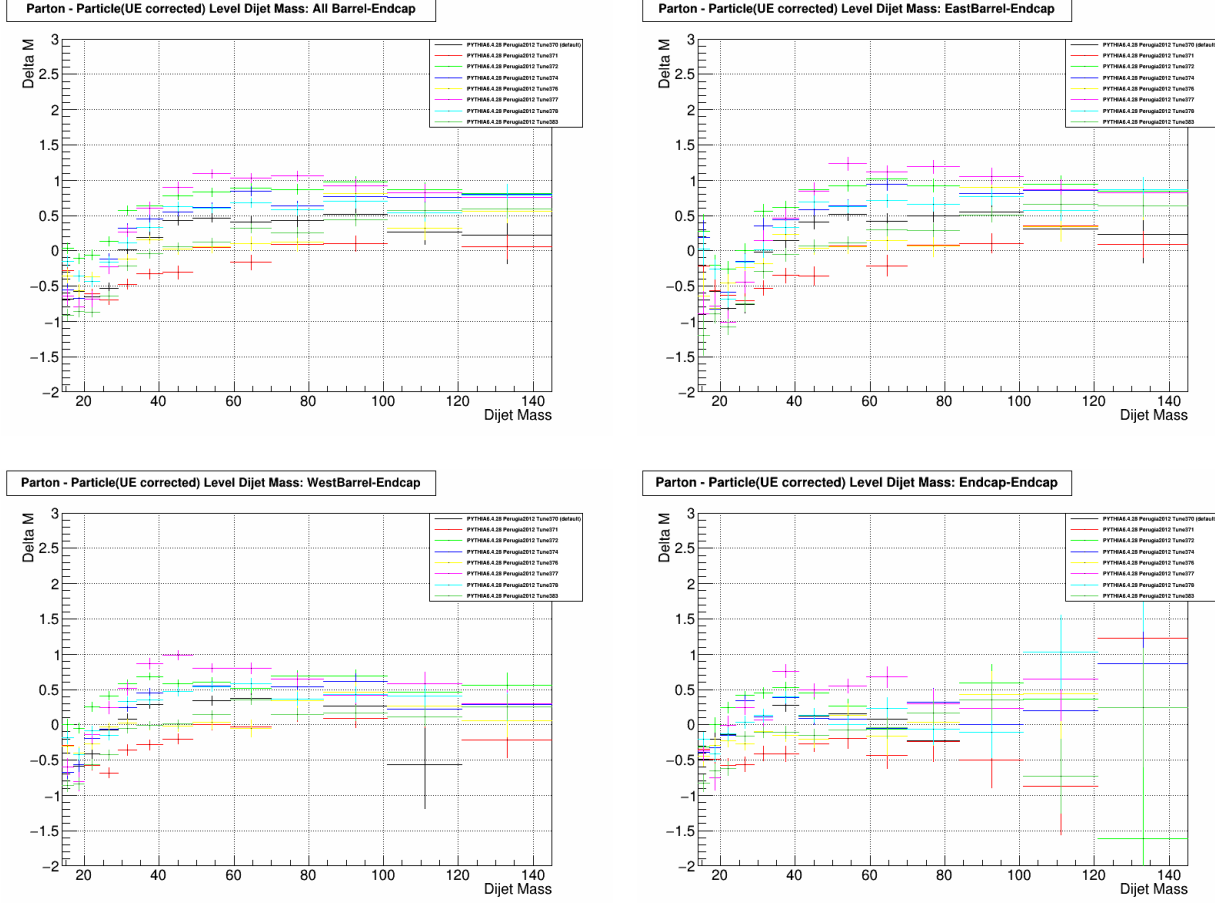 Parton - Particle(UE corrected) Level Dijet Mass: All Barrel-Endcap
Delta M
3
2.5
2
1.5
1
0.5
0
−0.5
−1
−1.5
−2
PYTHIA6.4.28 Perugia2012 Tune370 (default)
PYTHIA6.4.28 Perugia2012 Tune371
PYTHIA6.4.28 Perugia2012 Tune372
PYTHIA6.4.28 Perugia2012 Tune374
PYTHIA6.4.28 Perugia2012 Tune376
PYTHIA6.4.28 Perugia2012 Tune377
PYTHIA6.4.28 Perugia2012 Tune378
PYTHIA6.4.28 Perugia2012 Tune383
20 40 60 80 100 120 140
Dijet Mass
Parton - Particle(UE corrected) Level Dijet Mass: EastBarrel-Endcap
Delta M
3
2.5
2
1.5
1
0.5
0
−0.5
−1
−1.5
−2
PYTHIA6.4.28 Perugia2012 Tune370 (default)
PYTHIA6.4.28 Perugia2012 Tune371
PYTHIA6.4.28 Perugia2012 Tune372
PYTHIA6.4.28 Perugia2012 Tune374
PYTHIA6.4.28 Perugia2012 Tune376
PYTHIA6.4.28 Perugia2012 Tune377
PYTHIA6.4.28 Perugia2012 Tune378
PYTHIA6.4.28 Perugia2012 Tune383
20 40 60 80 100 120 140
Dijet Mass
Parton - Particle(UE corrected) Level Dijet Mass: WestBarrel-Endcap
Delta M
3
2.5
2
1.5
1
0.5
0
−0.5
−1
−1.5
−2
PYTHIA6.4.28 Perugia2012 Tune370 (default)
PYTHIA6.4.28 Perugia2012 Tune371
PYTHIA6.4.28 Perugia2012 Tune372
PYTHIA6.4.28 Perugia2012 Tune374
PYTHIA6.4.28 Perugia2012 Tune376
PYTHIA6.4.28 Perugia2012 Tune377
PYTHIA6.4.28 Perugia2012 Tune378
PYTHIA6.4.28 Perugia2012 Tune383
20 40 60 80 100 120 140
Dijet Mass
Parton - Particle(UE corrected) Level Dijet Mass: Endcap-Endcap
Delta M
3
2.5
2
1.5
1
0.5
0
−0.5
−1
−1.5
−2
PYTHIA6.4.28 Perugia2012 Tune370 (default)
PYTHIA6.4.28 Perugia2012 Tune371
PYTHIA6.4.28 Perugia2012 Tune372
PYTHIA6.4.28 Perugia2012 Tune374
PYTHIA6.4.28 Perugia2012 Tune376
PYTHIA6.4.28 Perugia2012 Tune377
PYTHIA6.4.28 Perugia2012 Tune378
PYTHIA6.4.28 Perugia2012 Tune383
20 40 60 80 100 120 140
Dijet Mass